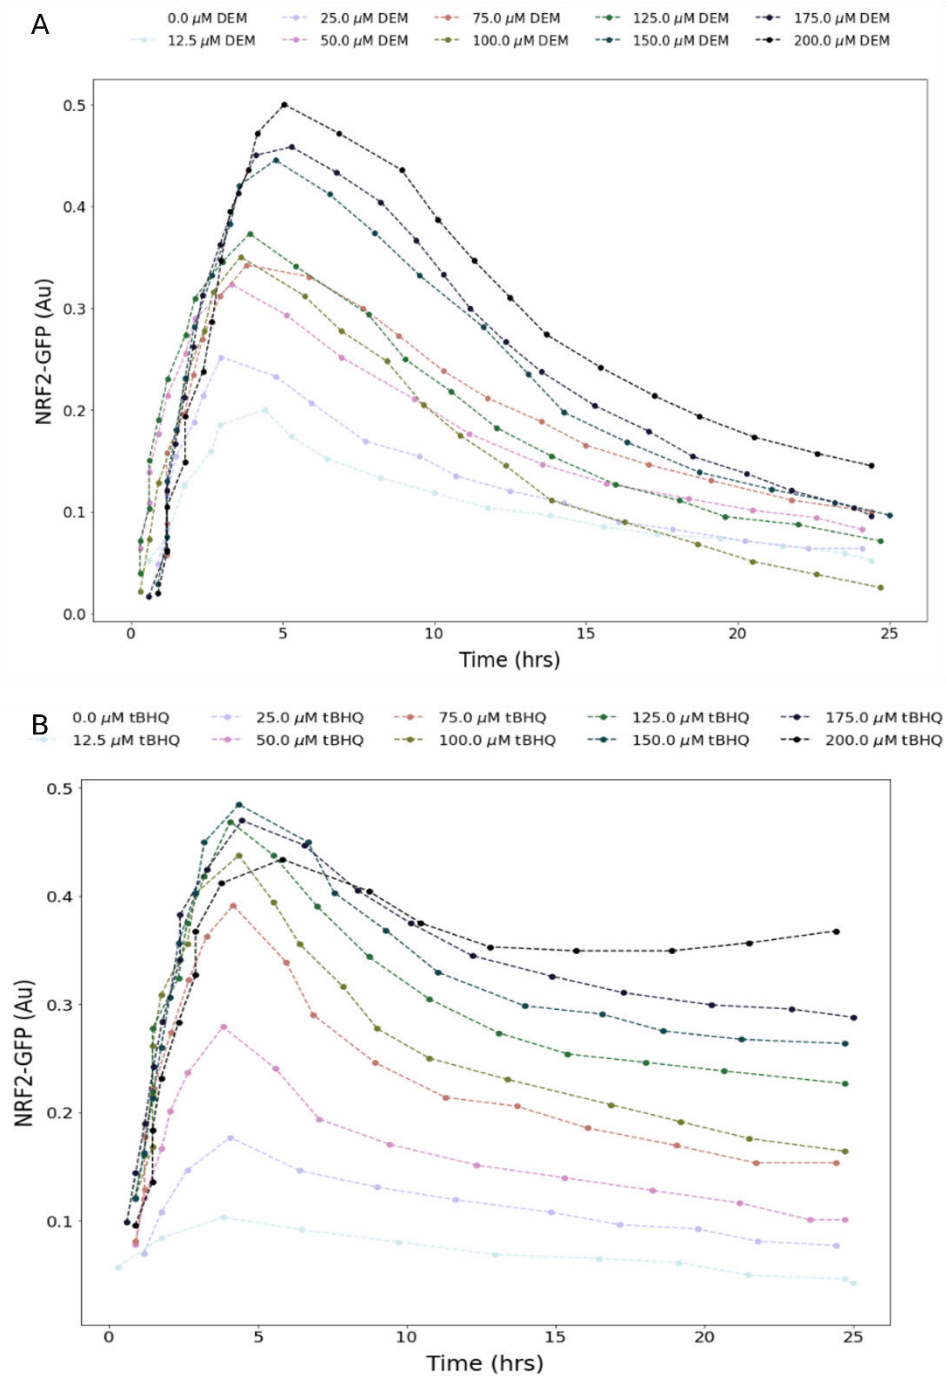 A
0.0 μM DEM 25.0 μM DEM 75.0 μM DEM 125.0 μM DEM 175.0 μM DEM
12.5 μM DEM 50.0 μM DEM 100.0 μM DEM 150.0 μM DEM 200.0 μM DEM
0.5
0.4
0.3
0.2
0.1
0.0
NRF2-GFP (Au)
0 5 10 15 20 25
Time (hrs)
B
0.0 μM tBHQ 25.0 μM tBHQ 75.0 μM tBHQ 125.0 μM tBHQ 175.0 μM tBHQ
12.5 μM tBHQ 50.0 μM tBHQ 100.0 μM tBHQ 150.0 μM tBHQ 200.0 μM tBHQ
0.5
0.4
0.3
0.2
0.1
NRF2-GFP (Au)
0 5 10 15 20 25
Time (hrs)